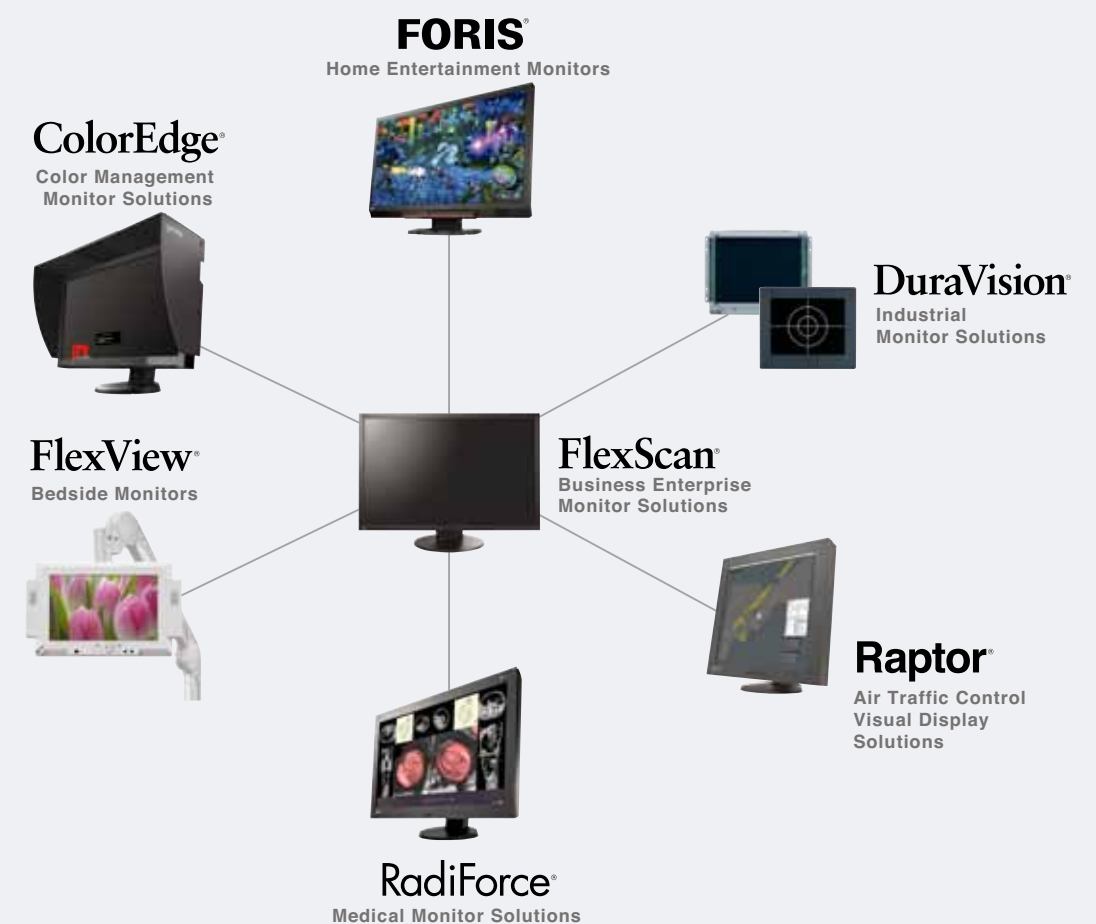 FORIS®
Home Entertainment Monitors
ColorEdge®
Color Management
Monitor Solutions
DuraVision®
Industrial
Monitor Solutions
FlexView®
Bedside Monitors
FlexScan®
Business Enterprise
Monitor Solutions
Raptor®
Air Traffic Control
Visual Display
Solutions
RadiForce®
Medical Monitor Solutions